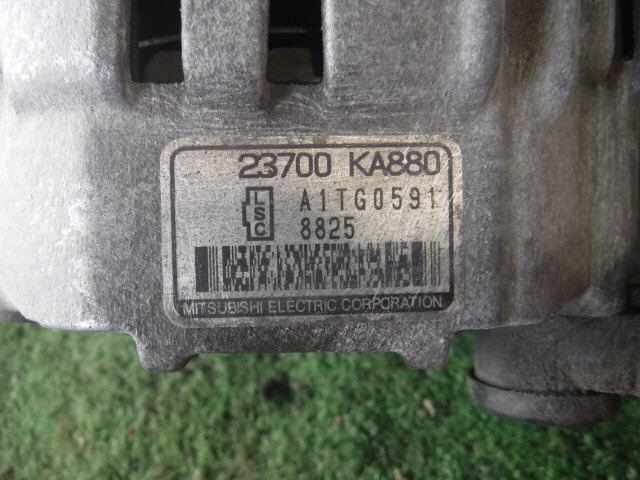 23700 KA880
LSC A1TG0591
8825
MITSUBISHI ELECTRIC CORPORATION